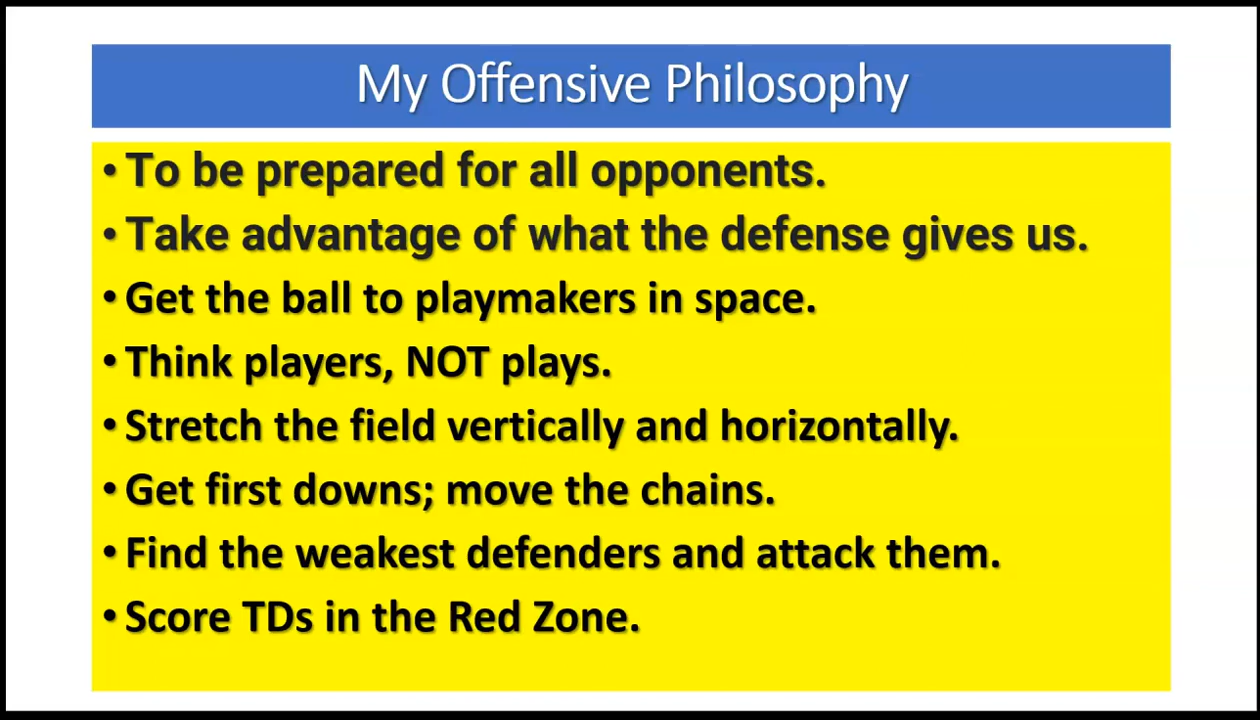 My Offensive Philosophy
• To be prepared for all opponents.
• Take advantage of what the defense gives us.
• Get the ball to playmakers in space.
• Think players, NOT plays.
• Stretch the field vertically and horizontally.
• Get first downs; move the chains.
• Find the weakest defenders and attack them.
• Score TDs in the Red Zone.